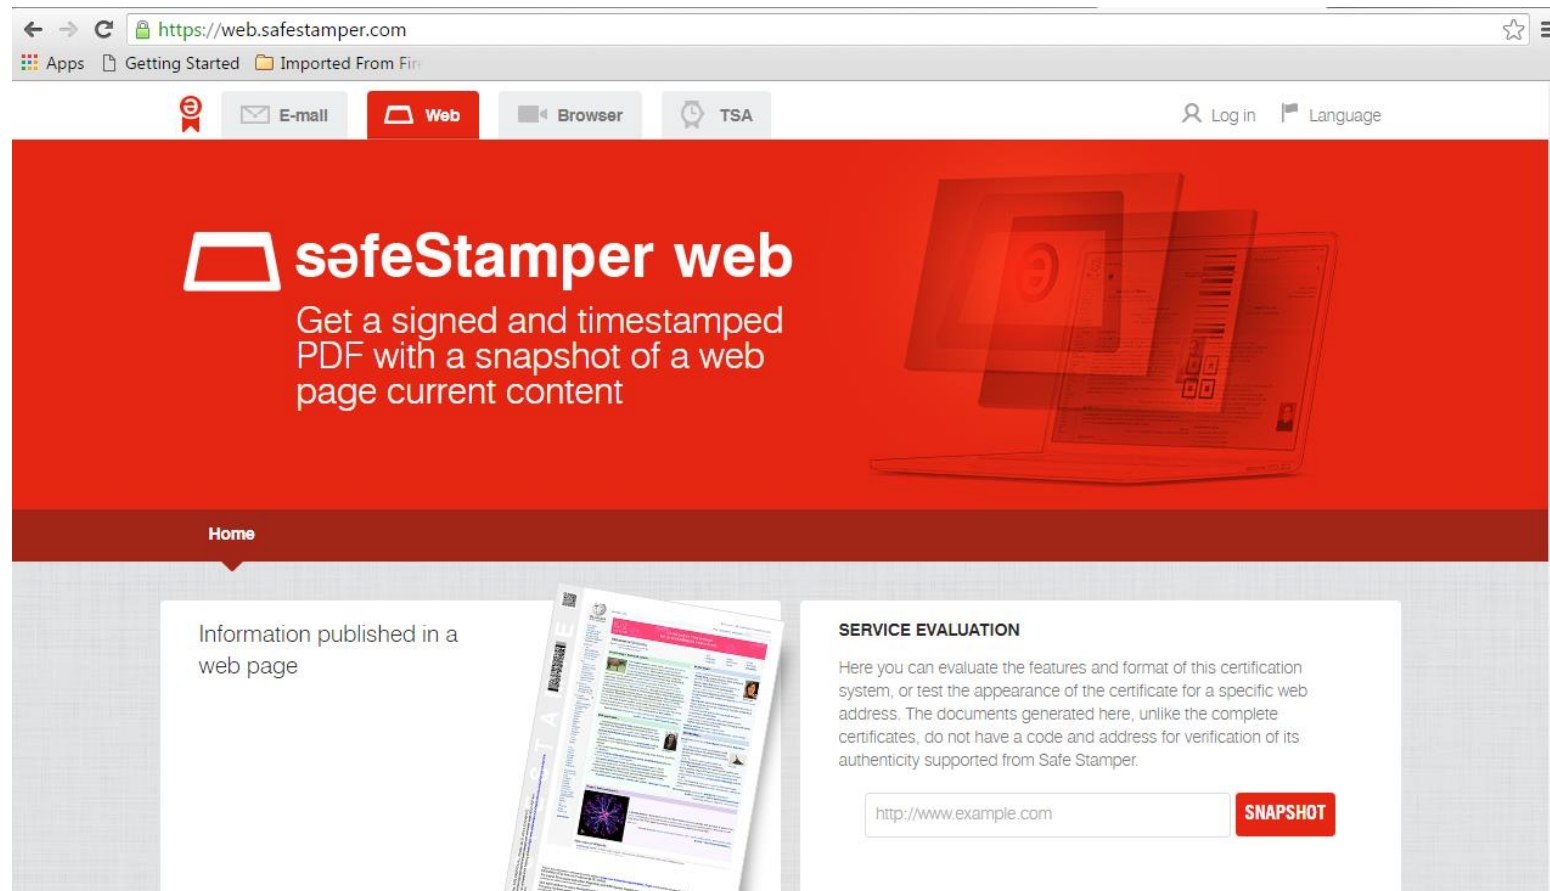 https://web.safestamper.com
Apps Getting Started Imported From Fir
E-mail Web Browser TSA Log in Language
səfeStamper web
Get a signed and timestamped
PDF with a snapshot of a web
page current content
Home
Information published in a
web page
SERVICE EVALUATION
Here you can evaluate the features and format of this certification
system, or test the appearance of the certificate for a specific web
address. The documents generated here, unlike the complete
certificates, do not have a code and address for verification of its
authenticity supported from Safe Stamper.
http://www.example.com SNAPSHOT